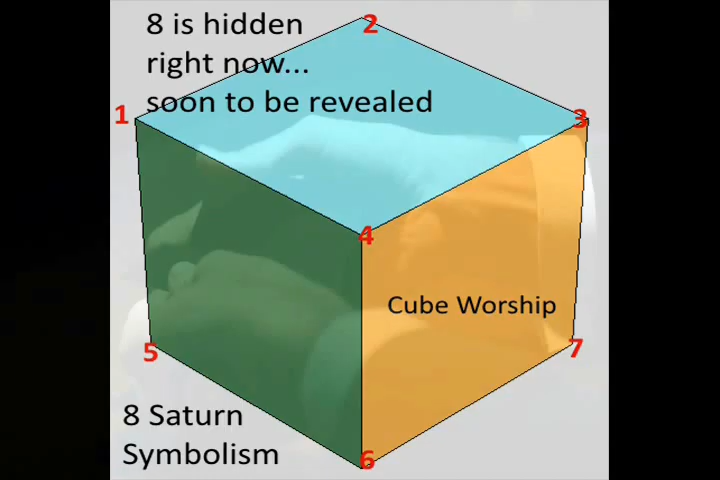 8 is hidden
right now...
soon to be revealed
2
1
3
4
Cube Worship
5
7
8 Saturn
Symbolism
6